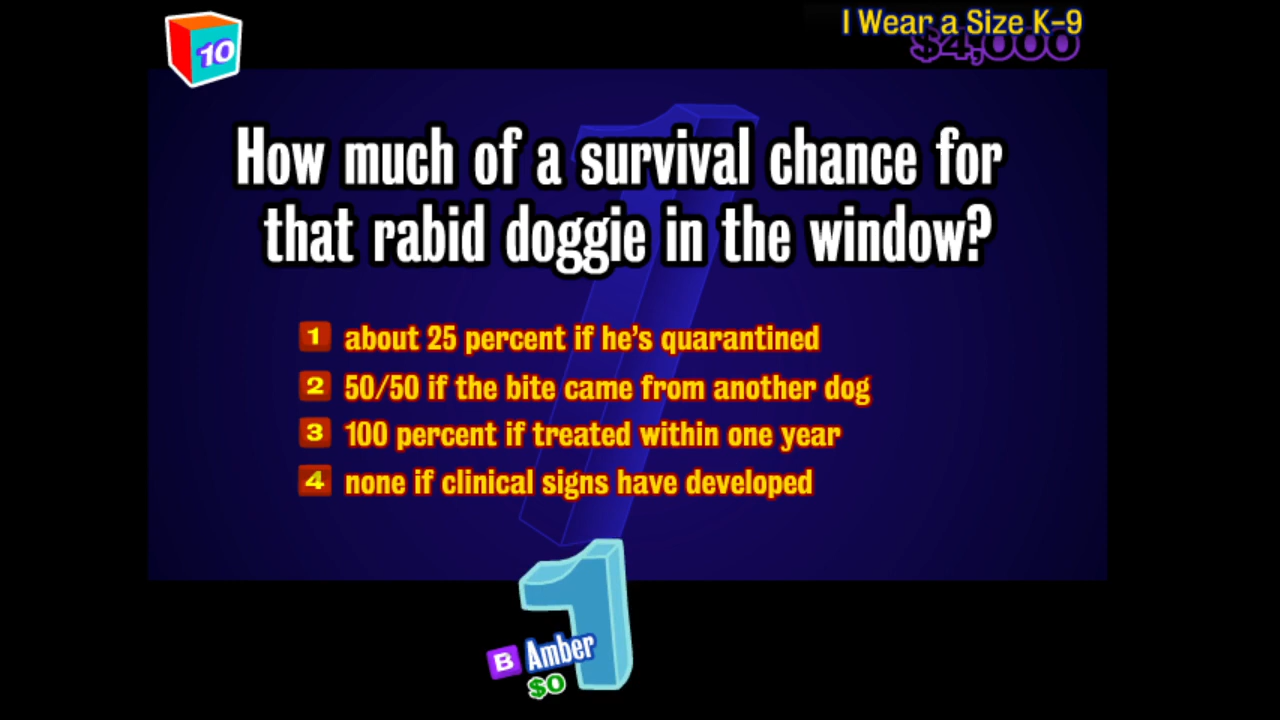 10
I Wear a Size K-9
$4,000
How much of a survival chance for
that rabid doggie in the window?
1 about 25 percent if he's quarantined
2 50/50 if the bite came from another dog
3 100 percent if treated within one year
4 none if clinical signs have developed
1
B Amber
$0